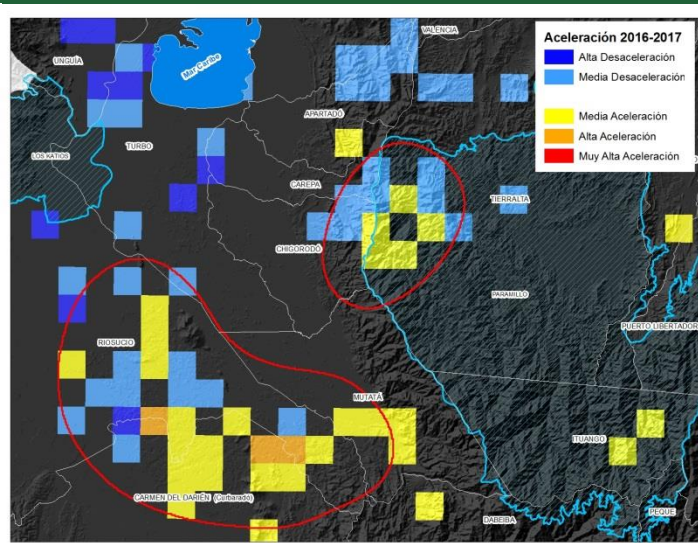 VALENCIA
UNGUÍA
Mar Caribe
APARTADÓ
TURBO
LOS KATIOS
CAREPA
TIERRALTA
CHIGORODÓ
PARAMILLO
PUERTO LIBERTADOR
RIOSUCIO
MUTATÁ
ITUANGO
CARMEN DEL DARIÉN (Curbaradó)
DABEIBA
PEQUE
Aceleración 2016-2017
Alta Desaceleración
Media Desaceleración
Media Aceleración
Alta Aceleración
Muy Alta Aceleración